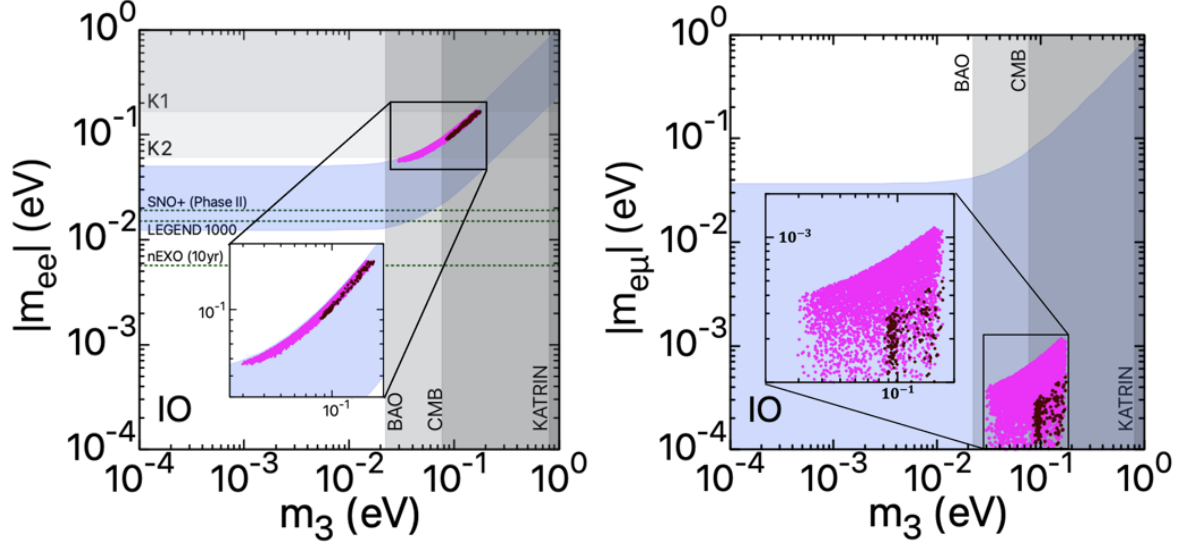 |m_ee| (eV)
10^0
10^-1
10^-2
10^-3
10^-4
K1
K2
SNO+ (Phase II)
LEGEND 1000
nEXO (10yr)
10^-1
10^-1
BAO
CMB
KATRIN
IO
10^-4
10^-3
10^-2
10^-1
10^0
m_3 (eV)
|m_eμ| (eV)
10^0
10^-1
10^-2
10^-3
10^-4
BAO
CMB
10^-3
10^-1
KATRIN
IO
10^-4
10^-3
10^-2
10^-1
10^0
m_3 (eV)